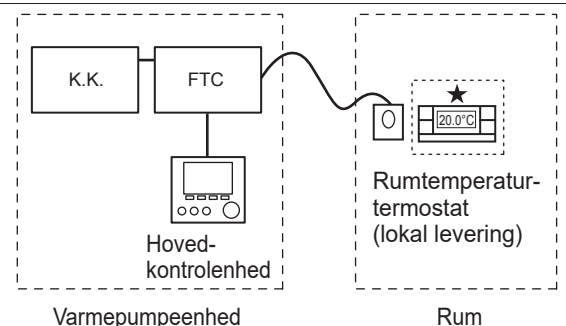 K.K.
FTC
20.0°C
Rumtemperatur-
termostat
(lokal levering)
Hoved-
kontrolenhed
Varmepumpeenhed
Rum